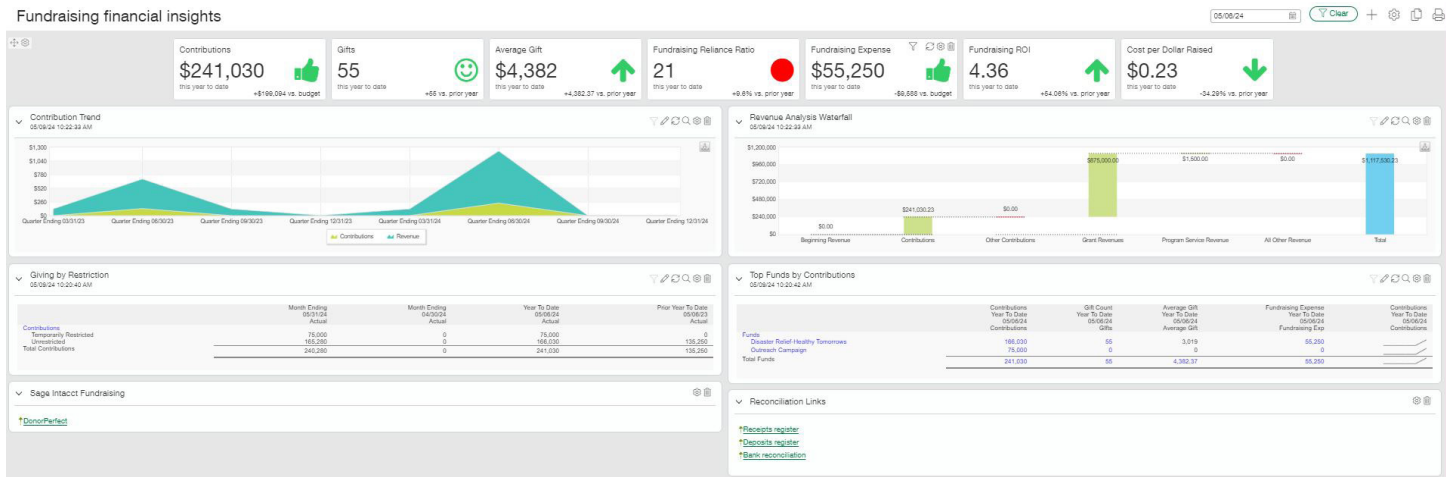 Fundraising financial insights
05/06/24
Clear
Contributions
$241,030
this year to date
+$199,094 vs. budget
Gifts
55
this year to date
+55 vs. prior year
Average Gift
$4,382
this year to date
+4,382.37 vs. prior year
Fundraising Reliance Ratio
21
this year to date
+9.6% vs. prior year
Fundraising Expense
$55,250
this year to date
-$9,588 vs. budget
Fundraising ROI
4.36
this year to date
+54.06% vs. prior year
Cost per Dollar Raised
$0.23
this year to date
-34.29% vs. prior year
Contribution Trend
05/09/24 10:22:33 AM
$1,300
$1,040
$780
$520
$260
$0
Quarter Ending 03/31/23 Quarter Ending 06/30/23 Quarter Ending 09/30/23 Quarter Ending 12/31/23 Quarter Ending 03/31/24 Quarter Ending 06/30/24 Quarter Ending 09/30/24 Quarter Ending 12/31/24
Contributions Revenue
Revenue Analysis Waterfall
05/09/24 10:22:33 AM
$1,200,000
$960,000
$720,000
$480,000
$240,000
$0
$0.00
$241,030.23
$0.00
$875,000.00
$1,500.00
$0.00
$1,117,530.23
Beginning Revenue Contributions Other Contributions Grant Revenues Program Service Revenue All Other Revenue Total
Giving by Restriction
05/09/24 10:20:40 AM
Month Ending Month Ending Year To Date Prior Year To Date
05/31/24 04/30/24 05/06/24 05/06/23
Actual Actual Actual Actual
Contributions
Temporarily Restricted 75,000 0 75,000 0
Unrestricted 165,280 0 166,030 135,250
Total Contributions 240,280 0 241,030 135,250
Top Funds by Contributions
05/09/24 10:20:42 AM
Contributions Gift Count Average Gift Fundraising Expense Contributions
Year To Date Year To Date Year To Date Year To Date Year To Date
05/06/24 05/06/24 05/06/24 05/06/24 05/06/24
Contributions Gifts Average Gift Fundraising Exp Contributions
Funds
Disaster Relief-Healthy Tomorrows 166,030 55 3,019 55,250
Outreach Campaign 75,000 0 0 0
Total Funds 241,030 55 4,382.37 55,250
Sage Intacct Fundraising
DonorPerfect
Reconciliation Links
Receipts register
Deposits register
Bank reconciliation